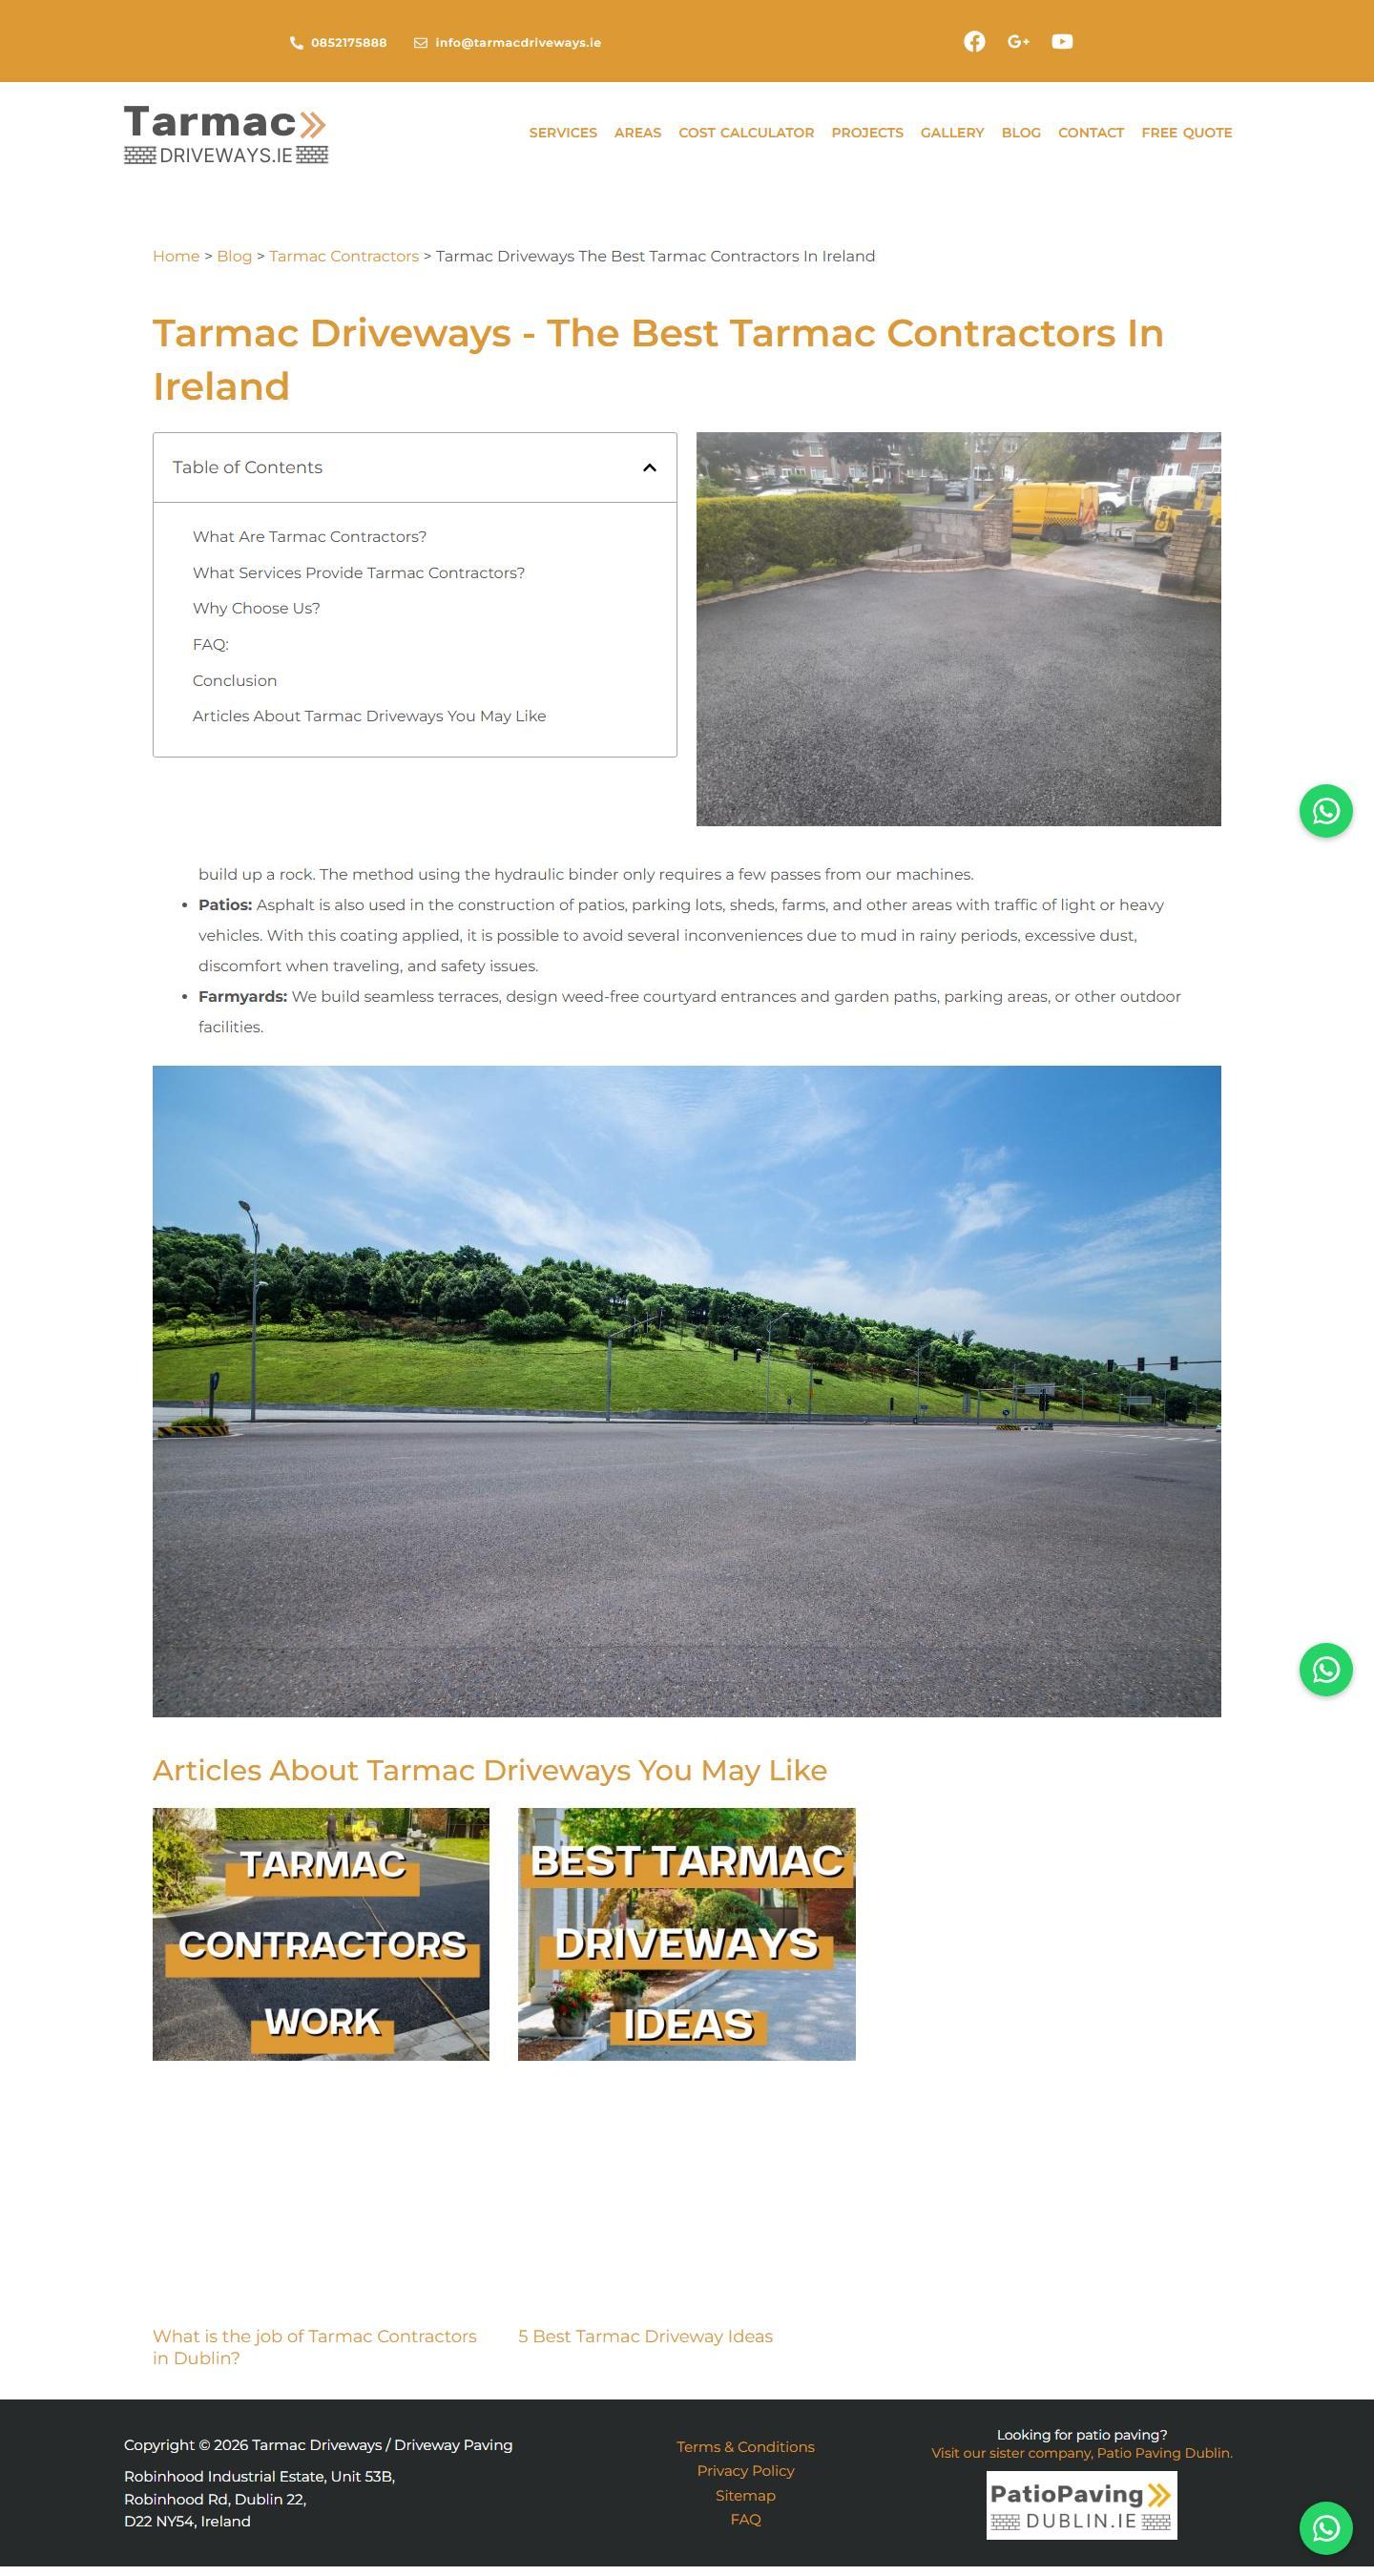 0852175888
info@tarmacdriveways.ie
Tarmac
DRIVEWAYS.IE
SERVICES AREAS COST CALCULATOR PROJECTS GALLERY BLOG CONTACT FREE QUOTE
Home > Blog > Tarmac Contractors > Tarmac Driveways The Best Tarmac Contractors In Ireland
Tarmac Driveways - The Best Tarmac Contractors In
Ireland
Table of Contents
What Are Tarmac Contractors?
What Services Provide Tarmac Contractors?
Why Choose Us?
FAQ:
Conclusion
Articles About Tarmac Driveways You May Like
build up a rock. The method using the hydraulic binder only requires a few passes from our machines.
• Patios: Asphalt is also used in the construction of patios, parking lots, sheds, farms, and other areas with traffic of light or heavy
vehicles. With this coating applied, it is possible to avoid several inconveniences due to mud in rainy periods, excessive dust,
discomfort when traveling, and safety issues.
• Farmyards: We build seamless terraces, design weed-free courtyard entrances and garden paths, parking areas, or other outdoor
facilities.
Articles About Tarmac Driveways You May Like
TARMAC
CONTRACTORS
WORK
BEST TARMAC
DRIVEWAYS
IDEAS
What is the job of Tarmac Contractors
in Dublin?
5 Best Tarmac Driveway Ideas
Copyright © 2026 Tarmac Driveways / Driveway Paving
Robinhood Industrial Estate, Unit 53B,
Robinhood Rd, Dublin 22,
D22 NY54, Ireland
Terms & Conditions
Privacy Policy
Sitemap
FAQ
Looking for patio paving?
Visit our sister company, Patio Paving Dublin.
PatioPaving
DUBLIN.IE